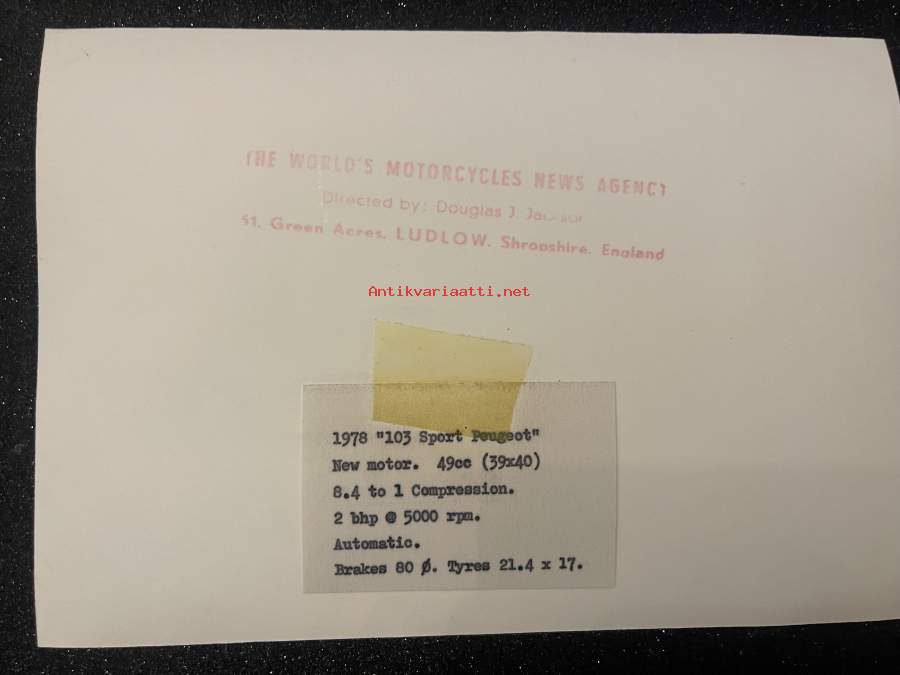 THE WORLD'S MOTORCYCLES NEWS AGENCY
Directed by: Douglas J. Jackson
51, Green Acres, LUDLOW, Shropshire, England
Antikvariaatti.net
1978 "103 Sport Peugeot"
New motor. 49cc (39x40)
8.4 to 1 Compression.
2 bhp @ 5000 rpm.
Automatic.
Brakes 80 Ø. Tyres 21.4 x 17.